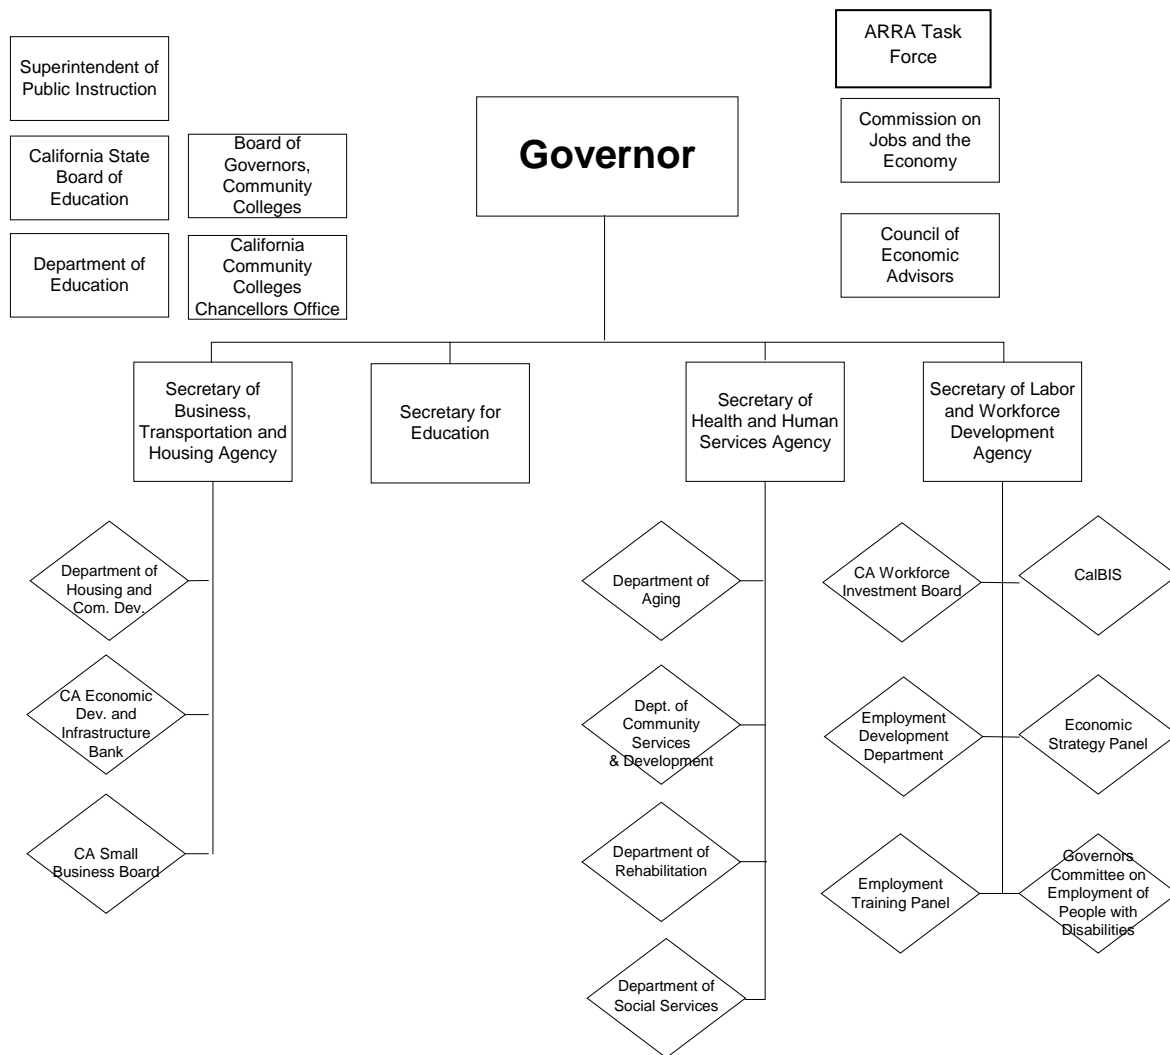 Superintendent of
Public Instruction
California State
Board of
Education
Department of
Education
Board of
Governors,
Community
Colleges
California
Community
Colleges
Chancellors Office
Governor
ARRA Task
Force
Commission on
Jobs and the
Economy
Council of
Economic
Advisors
Secretary of
Business,
Transportation and
Housing Agency
Secretary for
Education
Secretary of
Health and Human
Services Agency
Secretary of Labor
and Workforce
Development
Agency
Department of
Housing and
Com. Dev.
CA Economic
Dev. and
Infrastructure
Bank
CA Small
Business Board
Department of
Aging
Dept. of
Community
Services
& Development
Department of
Rehabilitation
Department of
Social Services
CA Workforce
Investment Board
CalBIS
Employment
Development
Department
Economic
Strategy Panel
Employment
Training Panel
Governors
Committee on
Employment of
People with
Disabilities